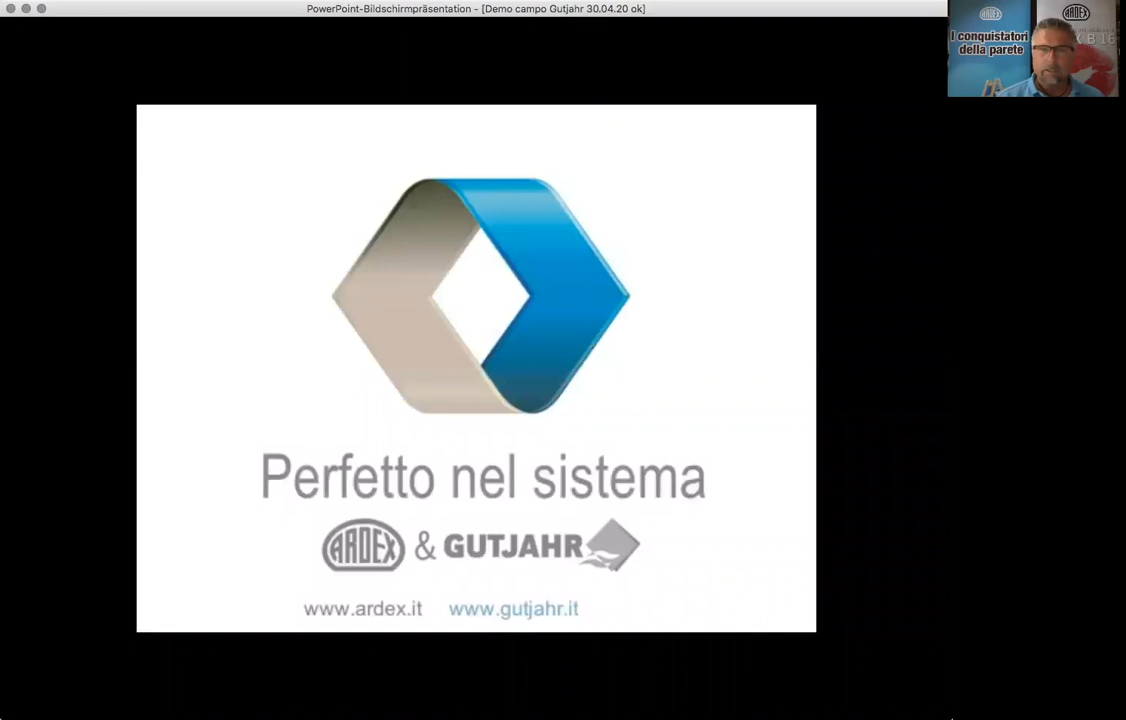 PowerPoint-Bildschirmpräsentation - [Demo campo Gutjahr 30.04.20 ok]
ARDEX
I conquistatori
della parete
ARDEX
X B 16
Perfetto nel sistema
ARDEX & GUTJAHR
www.ardex.it www.gutjahr.it